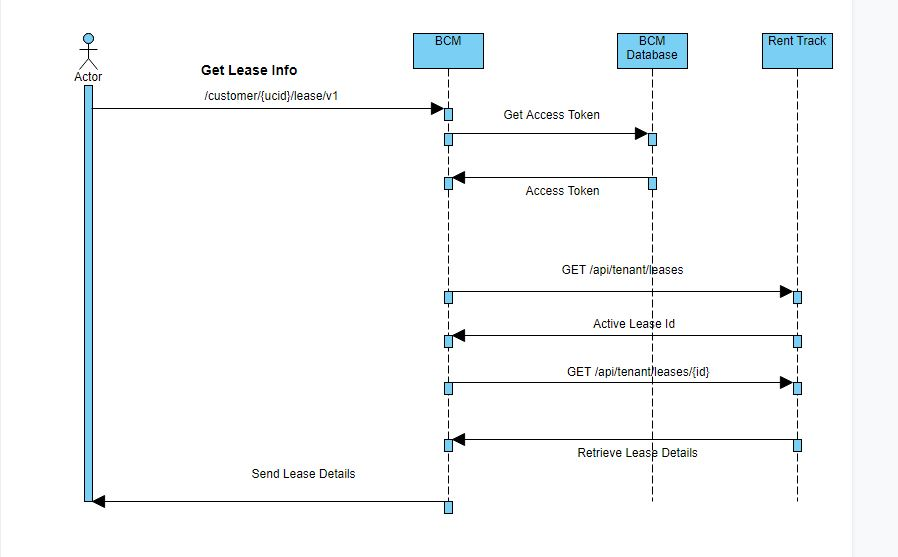 BCM
BCM
Database
Rent Track
Actor
Get Lease Info
/customer/{ucid}/lease/v1
Get Access Token
Access Token
GET /api/tenant/leases
Active Lease Id
GET /api/tenant/leases/{id}
Retrieve Lease Details
Send Lease Details